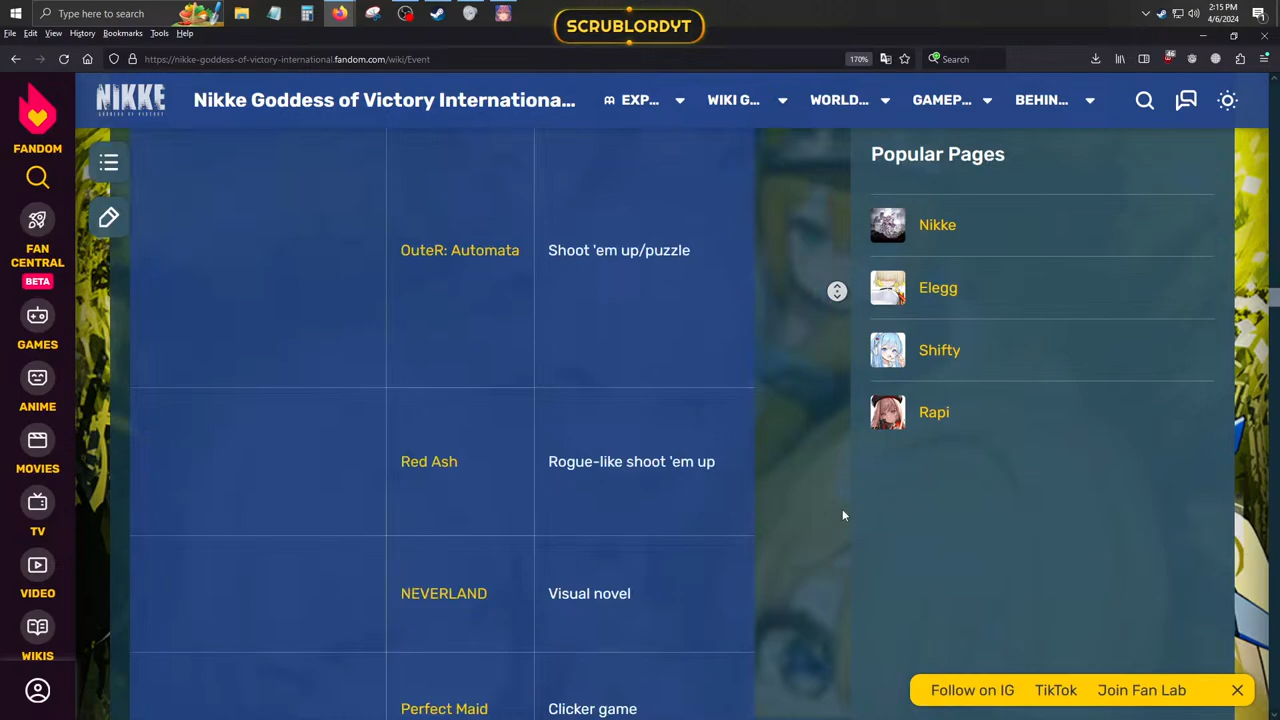 Type here to search
SCRUBLORDYT
2:15 PM
4/6/2024
File Edit View History Bookmarks Tools Help
https://nikke-goddess-of-victory-international.fandom.com/wiki/Event
170%
Search
46
NIKKE
Nikke Goddess of Victory Internationa...
EXP...
WIKI G...
WORLD...
GAMEP...
BEHIN...
FANDOM
FAN
CENTRAL
BETA
GAMES
ANIME
MOVIES
TV
VIDEO
WIKIS
OuteR: Automata
Shoot 'em up/puzzle
Red Ash
Rogue-like shoot 'em up
NEVERLAND
Visual novel
Perfect Maid
Clicker game
Popular Pages
Nikke
Elegg
Shifty
Rapi
Follow on IG
TikTok
Join Fan Lab